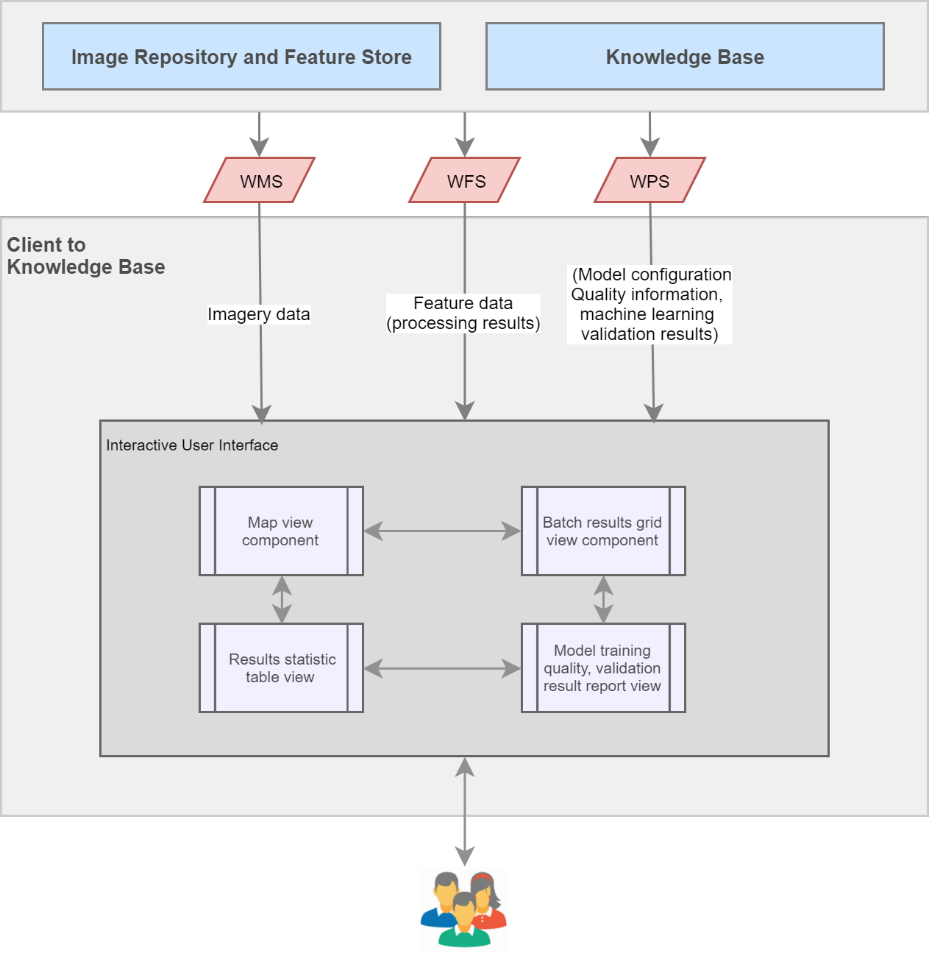 Image Repository and Feature Store
Knowledge Base
WMS
WFS
WPS
Client to
Knowledge Base
Imagery data
Feature data
(processing results)
(Model configuration
Quality information,
machine learning
validation results)
Interactive User Interface
Map view
component
Batch results grid
view component
Results statistic
table view
Model training
quality, validation
result report view